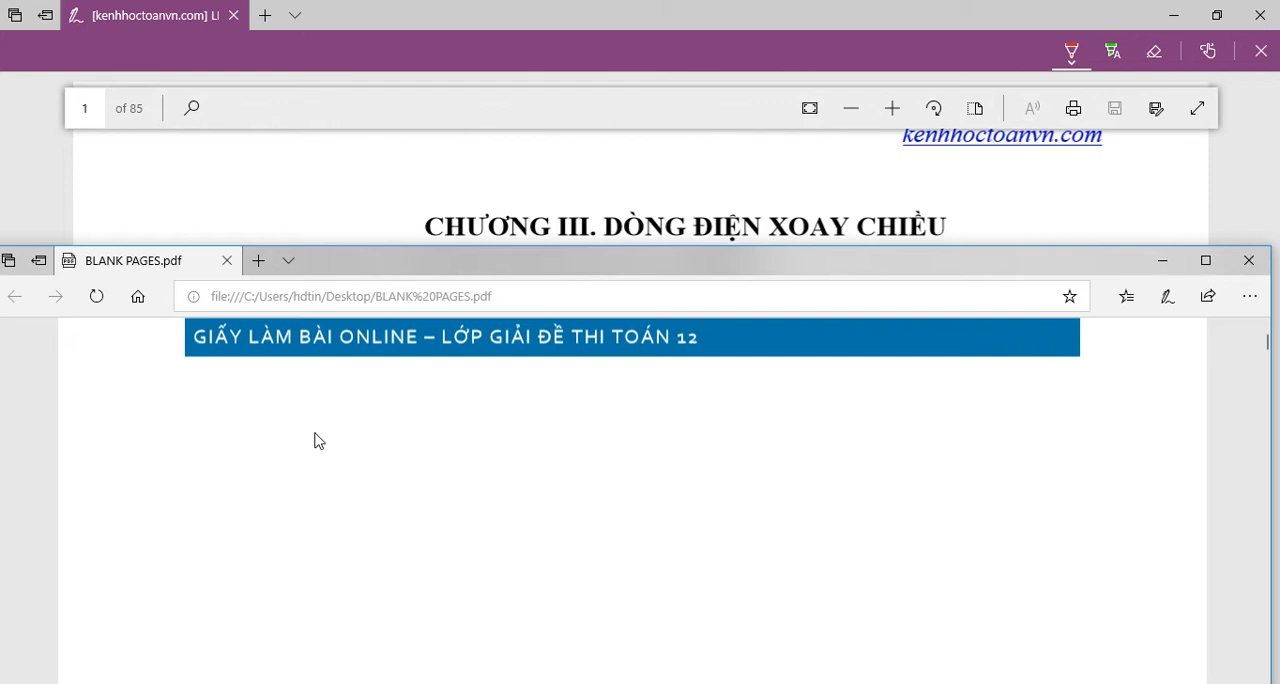 [kenhhoctoanvn.com] LI
1 of 85
kenhhoctoanvn.com
CHƯƠNG III. DÒNG ĐIỆN XOAY CHIỀU
BLANK PAGES.pdf
file:///C:/Users/hdtin/Desktop/BLANK%20PAGES.pdf
GIẤY LÀM BÀI ONLINE – LỚP GIẢI ĐỀ THI TOÁN 12